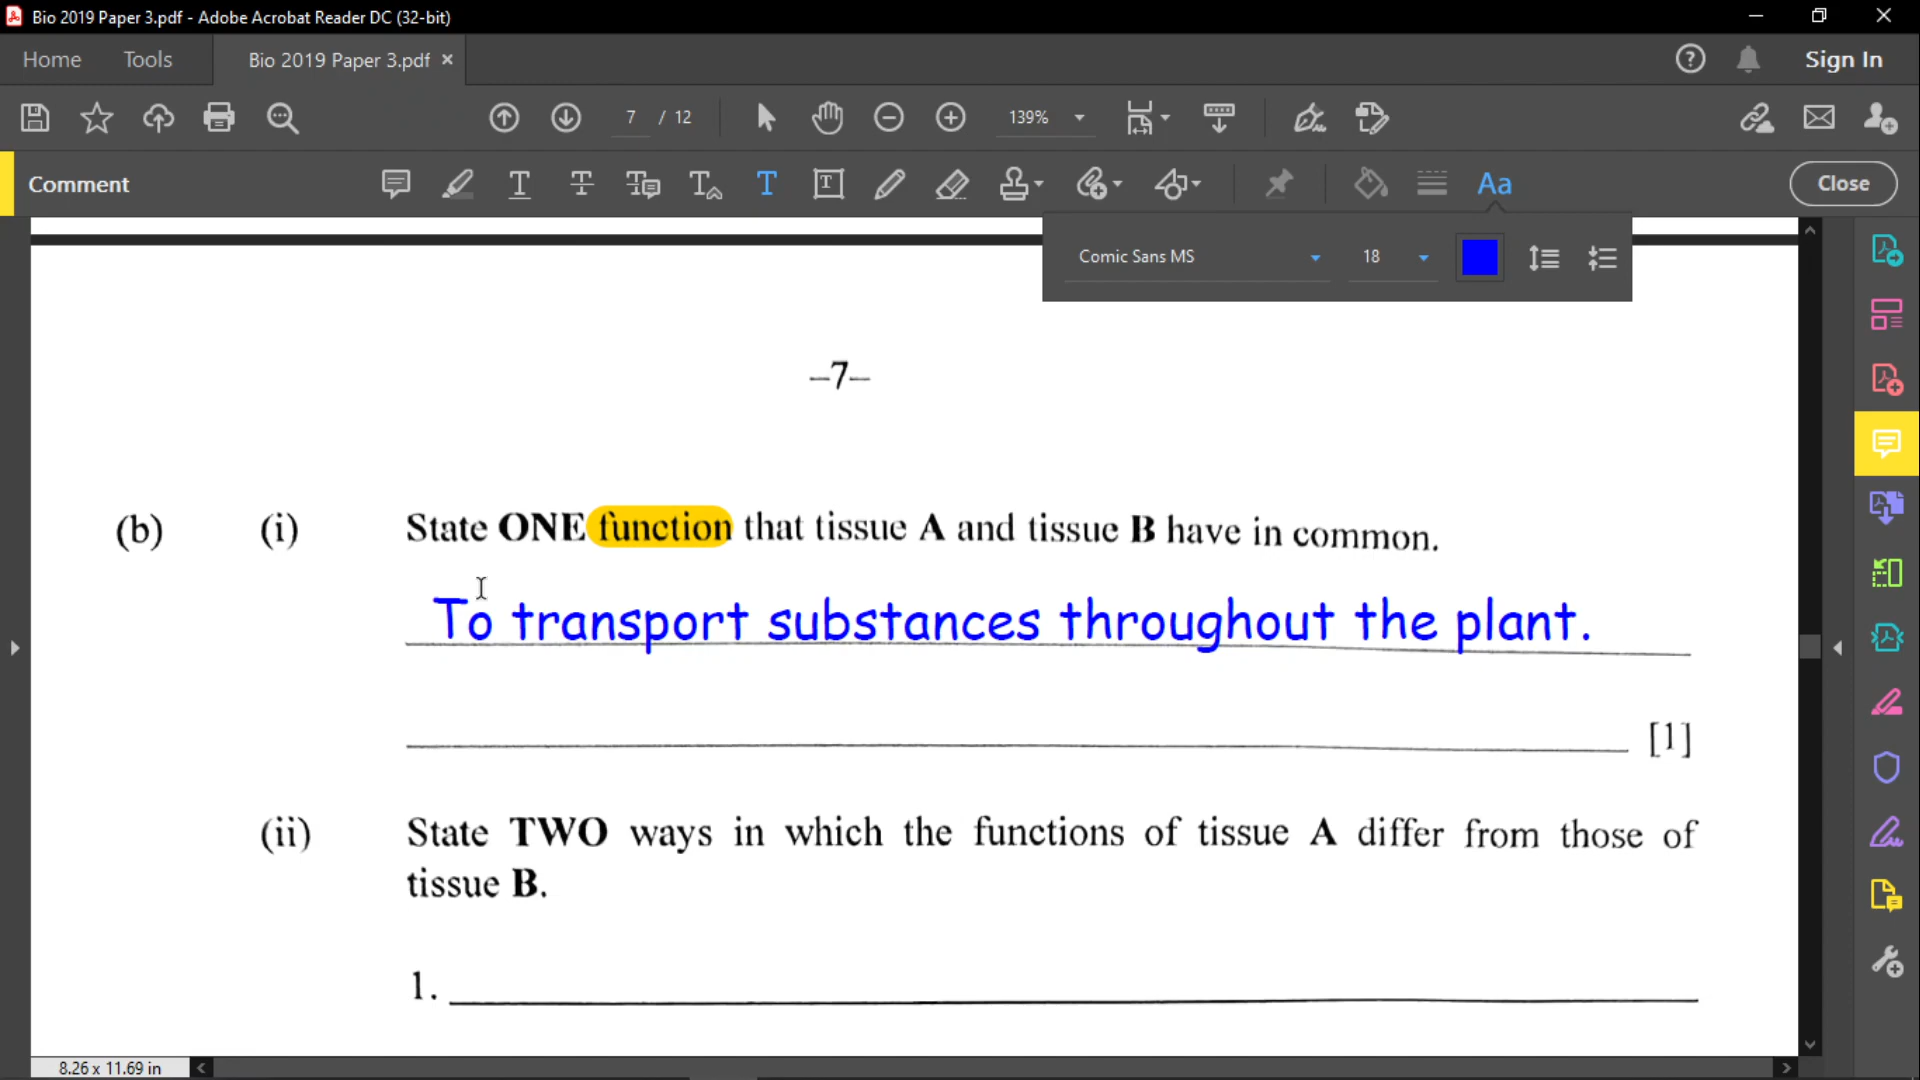 Bio 2019 Paper 3.pdf - Adobe Acrobat Reader DC (32-bit)
Home Tools Bio 2019 Paper 3.pdf × Sign In
7 / 12 139%
Comment Aa Close
Comic Sans MS 18
–7–
(b) (i) State ONE function that tissue A and tissue B have in common.
To transport substances throughout the plant.
[1]
(ii) State TWO ways in which the functions of tissue A differ from those of
tissue B.
1.
8.26 x 11.69 in